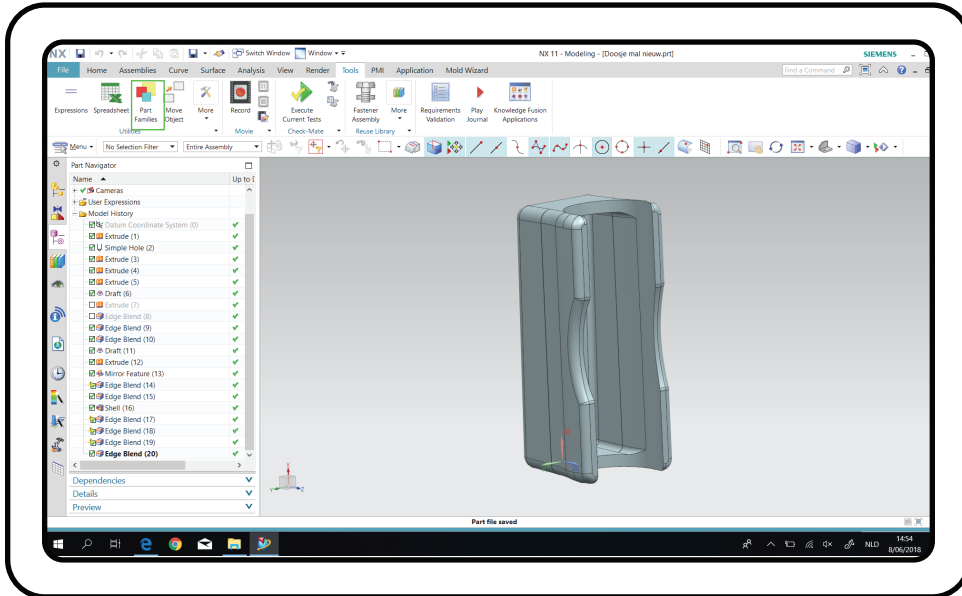 NX Switch Window Window NX 11 - Modeling - [Doosje mal nieuw.prt] SIEMENS
File Home Assemblies Curve Surface Analysis View Render Tools PMI Application Mold Wizard Find a Command
Expressions Spreadsheet Part Families Move Object More Record Execute Current Tests Fastener Assembly More Requirements Validation Play Journal Knowledge Fusion Applications
Utilities Movie Check-Mate Reuse Library
Menu No Selection Filter Entire Assembly
Part Navigator
Name Up to D
Cameras
User Expressions
Model History
Datum Coordinate System (0)
Extrude (1)
Simple Hole (2)
Extrude (3)
Extrude (4)
Extrude (5)
Draft (6)
Extrude (7)
Edge Blend (8)
Edge Blend (9)
Edge Blend (10)
Draft (11)
Extrude (12)
Mirror Feature (13)
Edge Blend (14)
Edge Blend (15)
Shell (16)
Edge Blend (17)
Edge Blend (18)
Edge Blend (19)
Edge Blend (20)
Dependencies
Details
Preview
X
Y Z
Part file saved
NLD 14:54
8/06/2018